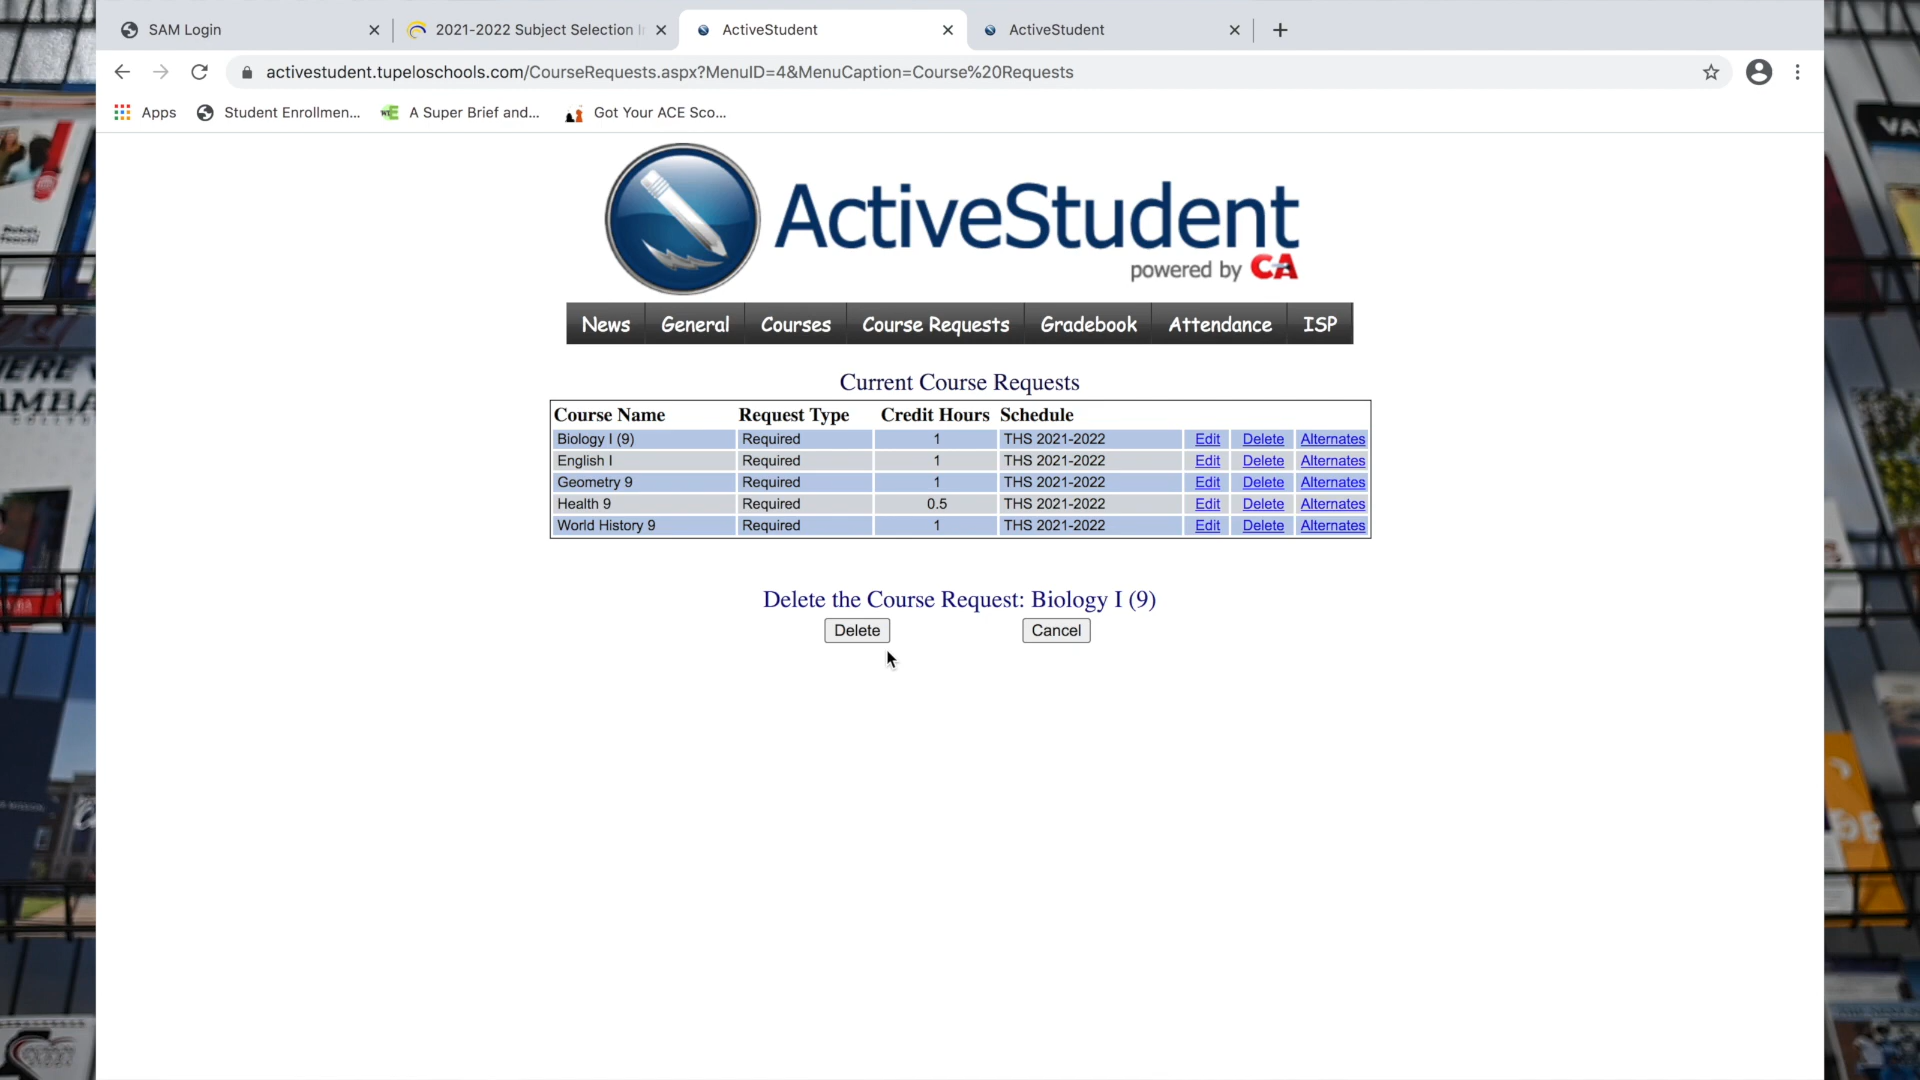 SAM Login
2021-2022 Subject Selection
ActiveStudent
ActiveStudent
activestudent.tupeloschools.com/CourseRequests.aspx?MenuID=4&MenuCaption=Course%20Requests
Apps
Student Enrollmen...
A Super Brief and...
Got Your ACE Sco...
ActiveStudent
powered by CA
News General Courses Course Requests Gradebook Attendance ISP
Current Course Requests
Course Name Request Type Credit Hours Schedule
Biology I (9) Required 1 THS 2021-2022 Edit Delete Alternates
English I Required 1 THS 2021-2022 Edit Delete Alternates
Geometry 9 Required 1 THS 2021-2022 Edit Delete Alternates
Health 9 Required 0.5 THS 2021-2022 Edit Delete Alternates
World History 9 Required 1 THS 2021-2022 Edit Delete Alternates
Delete the Course Request: Biology I (9)
Delete Cancel